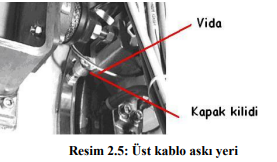 Vida
Kapak kilidi
Resim 2.5: Üst kablo askı yeri